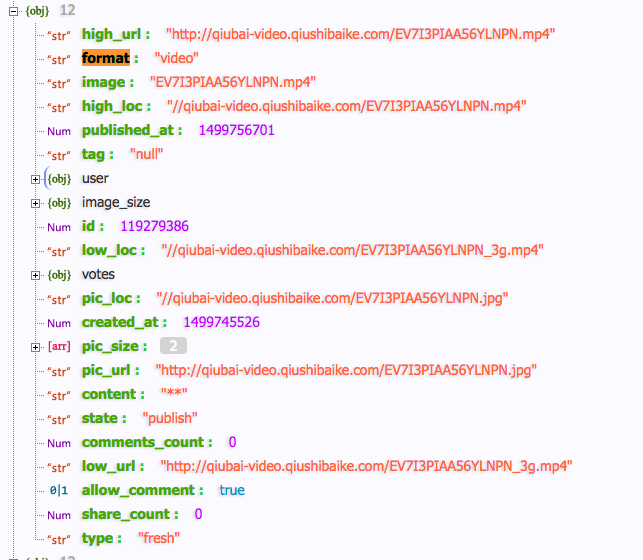 {obj} 12
"str" high_url : "http://qiubai-video.qiushibaike.com/EV7I3PIAA56YLNPN.mp4"
"str" format : "video"
"str" image : "EV7I3PIAA56YLNPN.mp4"
"str" high_loc : "//qiubai-video.qiushibaike.com/EV7I3PIAA56YLNPN.mp4"
Num published_at : 1499756701
"str" tag : "null"
{obj} user
{obj} image_size
Num id : 119279386
"str" low_loc : "//qiubai-video.qiushibaike.com/EV7I3PIAA56YLNPN_3g.mp4"
{obj} votes
"str" pic_loc : "//qiubai-video.qiushibaike.com/EV7I3PIAA56YLNPN.jpg"
Num created_at : 1499745526
[arr] pic_size : 2
"str" pic_url : "http://qiubai-video.qiushibaike.com/EV7I3PIAA56YLNPN.jpg"
"str" content : "**"
"str" state : "publish"
Num comments_count : 0
"str" low_url : "http://qiubai-video.qiushibaike.com/EV7I3PIAA56YLNPN_3g.mp4"
0|1 allow_comment : true
Num share_count : 0
"str" type : "fresh"
{obj} 12